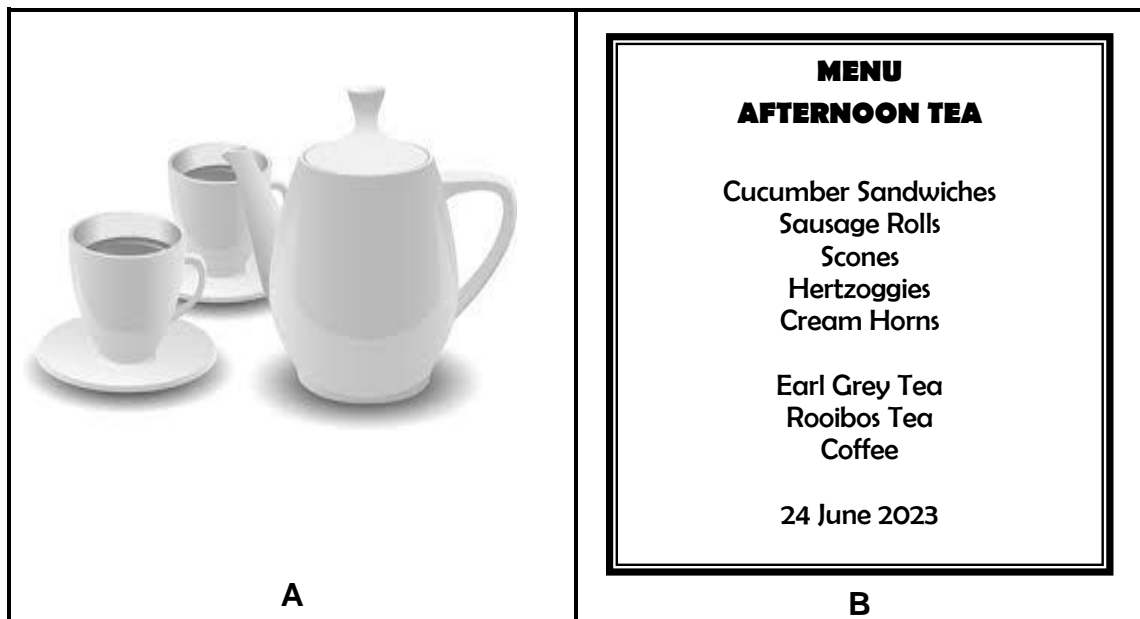 MENU
AFTERNOON TEA
Cucumber Sandwiches
Sausage Rolls
Scones
Hertzoggies
Cream Horns
Earl Grey Tea
Rooibos Tea
Coffee
24 June 2023
A
B